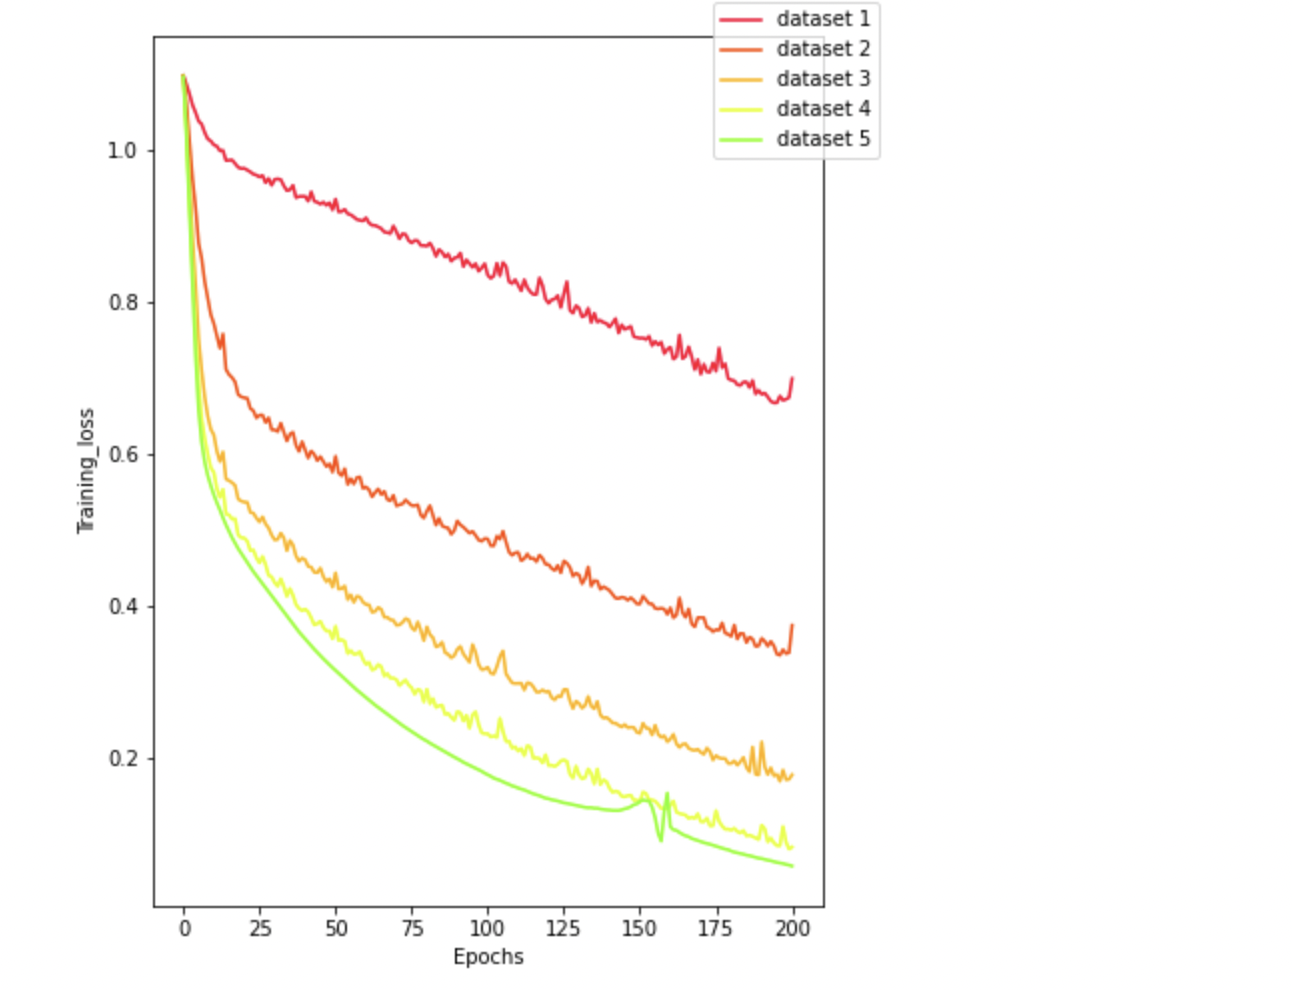 dataset 1
dataset 2
dataset 3
dataset 4
dataset 5
1.0
0.8
0.6
0.4
0.2
Training_loss
0 25 50 75 100 125 150 175 200
Epochs